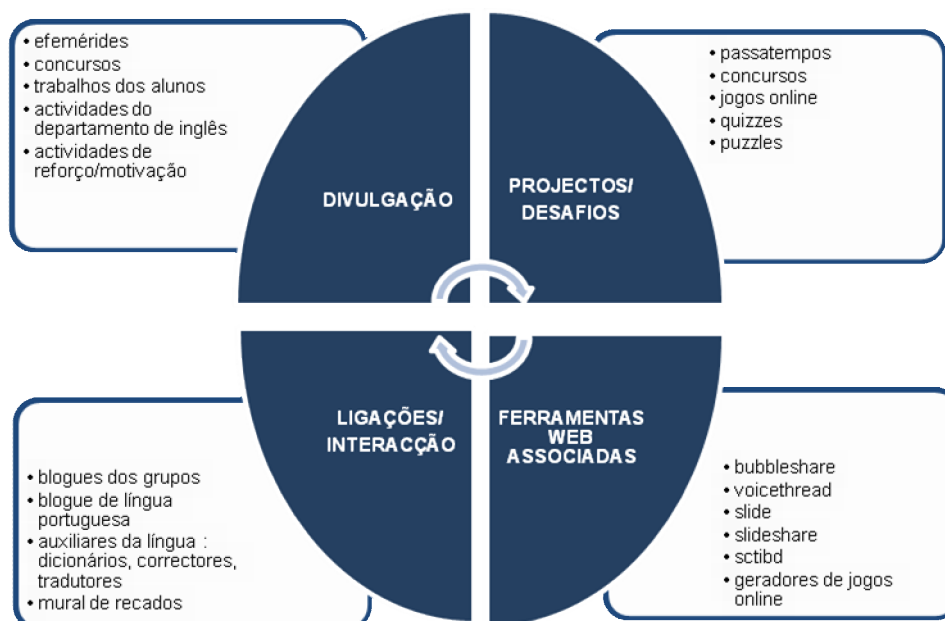 • efemérides
• concursos
• trabalhos dos alunos
• actividades do
departamento de inglês
• actividades de
reforço/motivação
DIVULGAÇÃO
• passatempos
• concursos
• jogos online
• quizzes
• puzzles
PROJECTOS/
DESAFIOS
LIGAÇÕES/
INTERACÇÃO
• blogues dos grupos
• blogue de língua
portuguesa
• auxiliares da língua :
dicionários, correctores,
tradutores
• mural de recados
FERRAMENTAS
WEB
ASSOCIADAS
• bubbleshare
• voicethread
• slide
• slideshare
• sctibd
• geradores de jogos
online